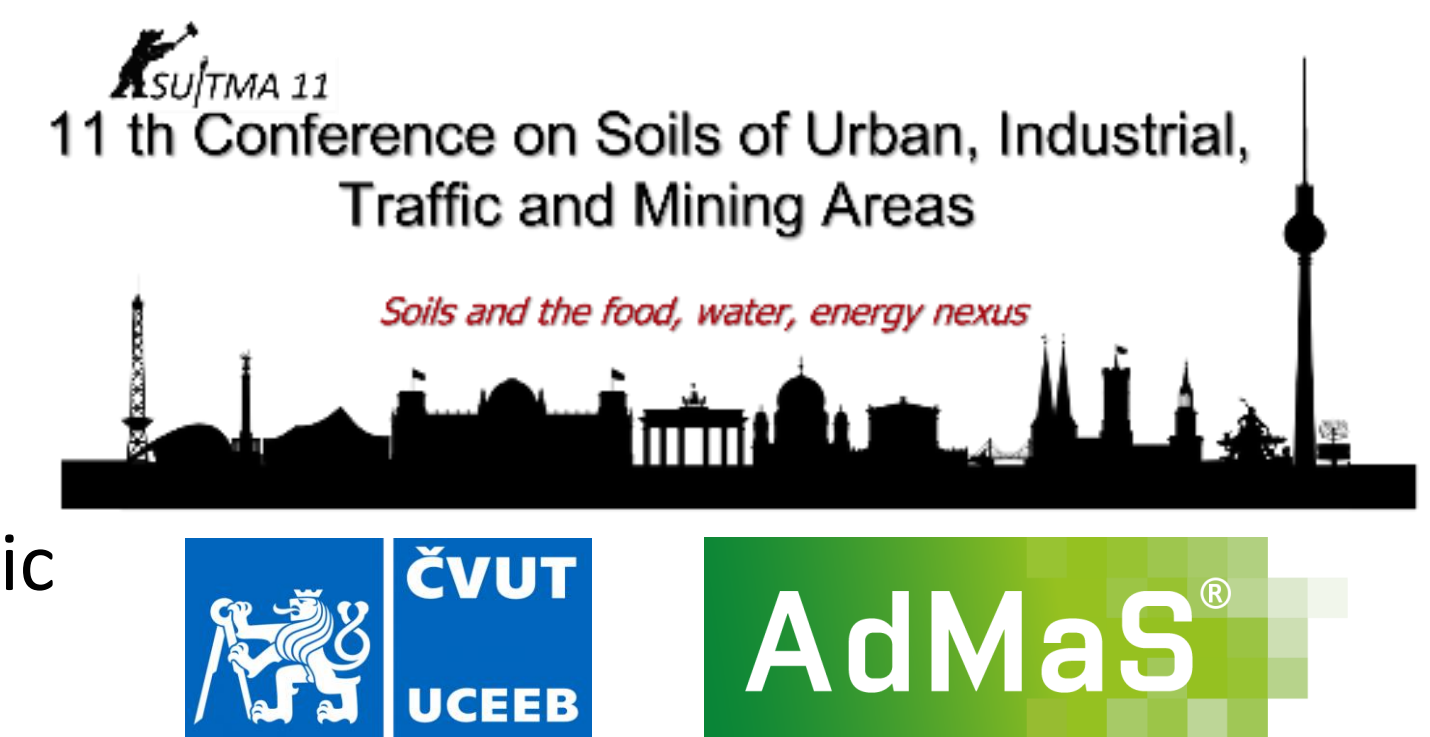 SUITMA 11
11 th Conference on Soils of Urban, Industrial,
Traffic and Mining Areas
Soils and the food, water, energy nexus
ic
ČVUT
UCEEB
AdMaS®